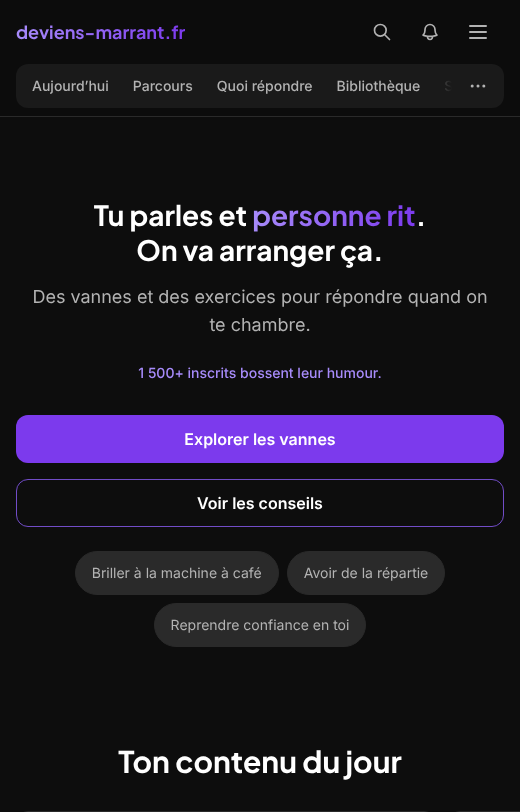 deviens-marrant.fr
Aujourd’hui Parcours Quoi répondre Bibliothèque
Tu parles et personne rit.
On va arranger ça.
Des vannes et des exercices pour répondre quand on
te chambre.
1 500+ inscrits bossent leur humour.
Explorer les vannes
Voir les conseils
Briller à la machine à café Avoir de la répartie
Reprendre confiance en toi
Ton contenu du jour